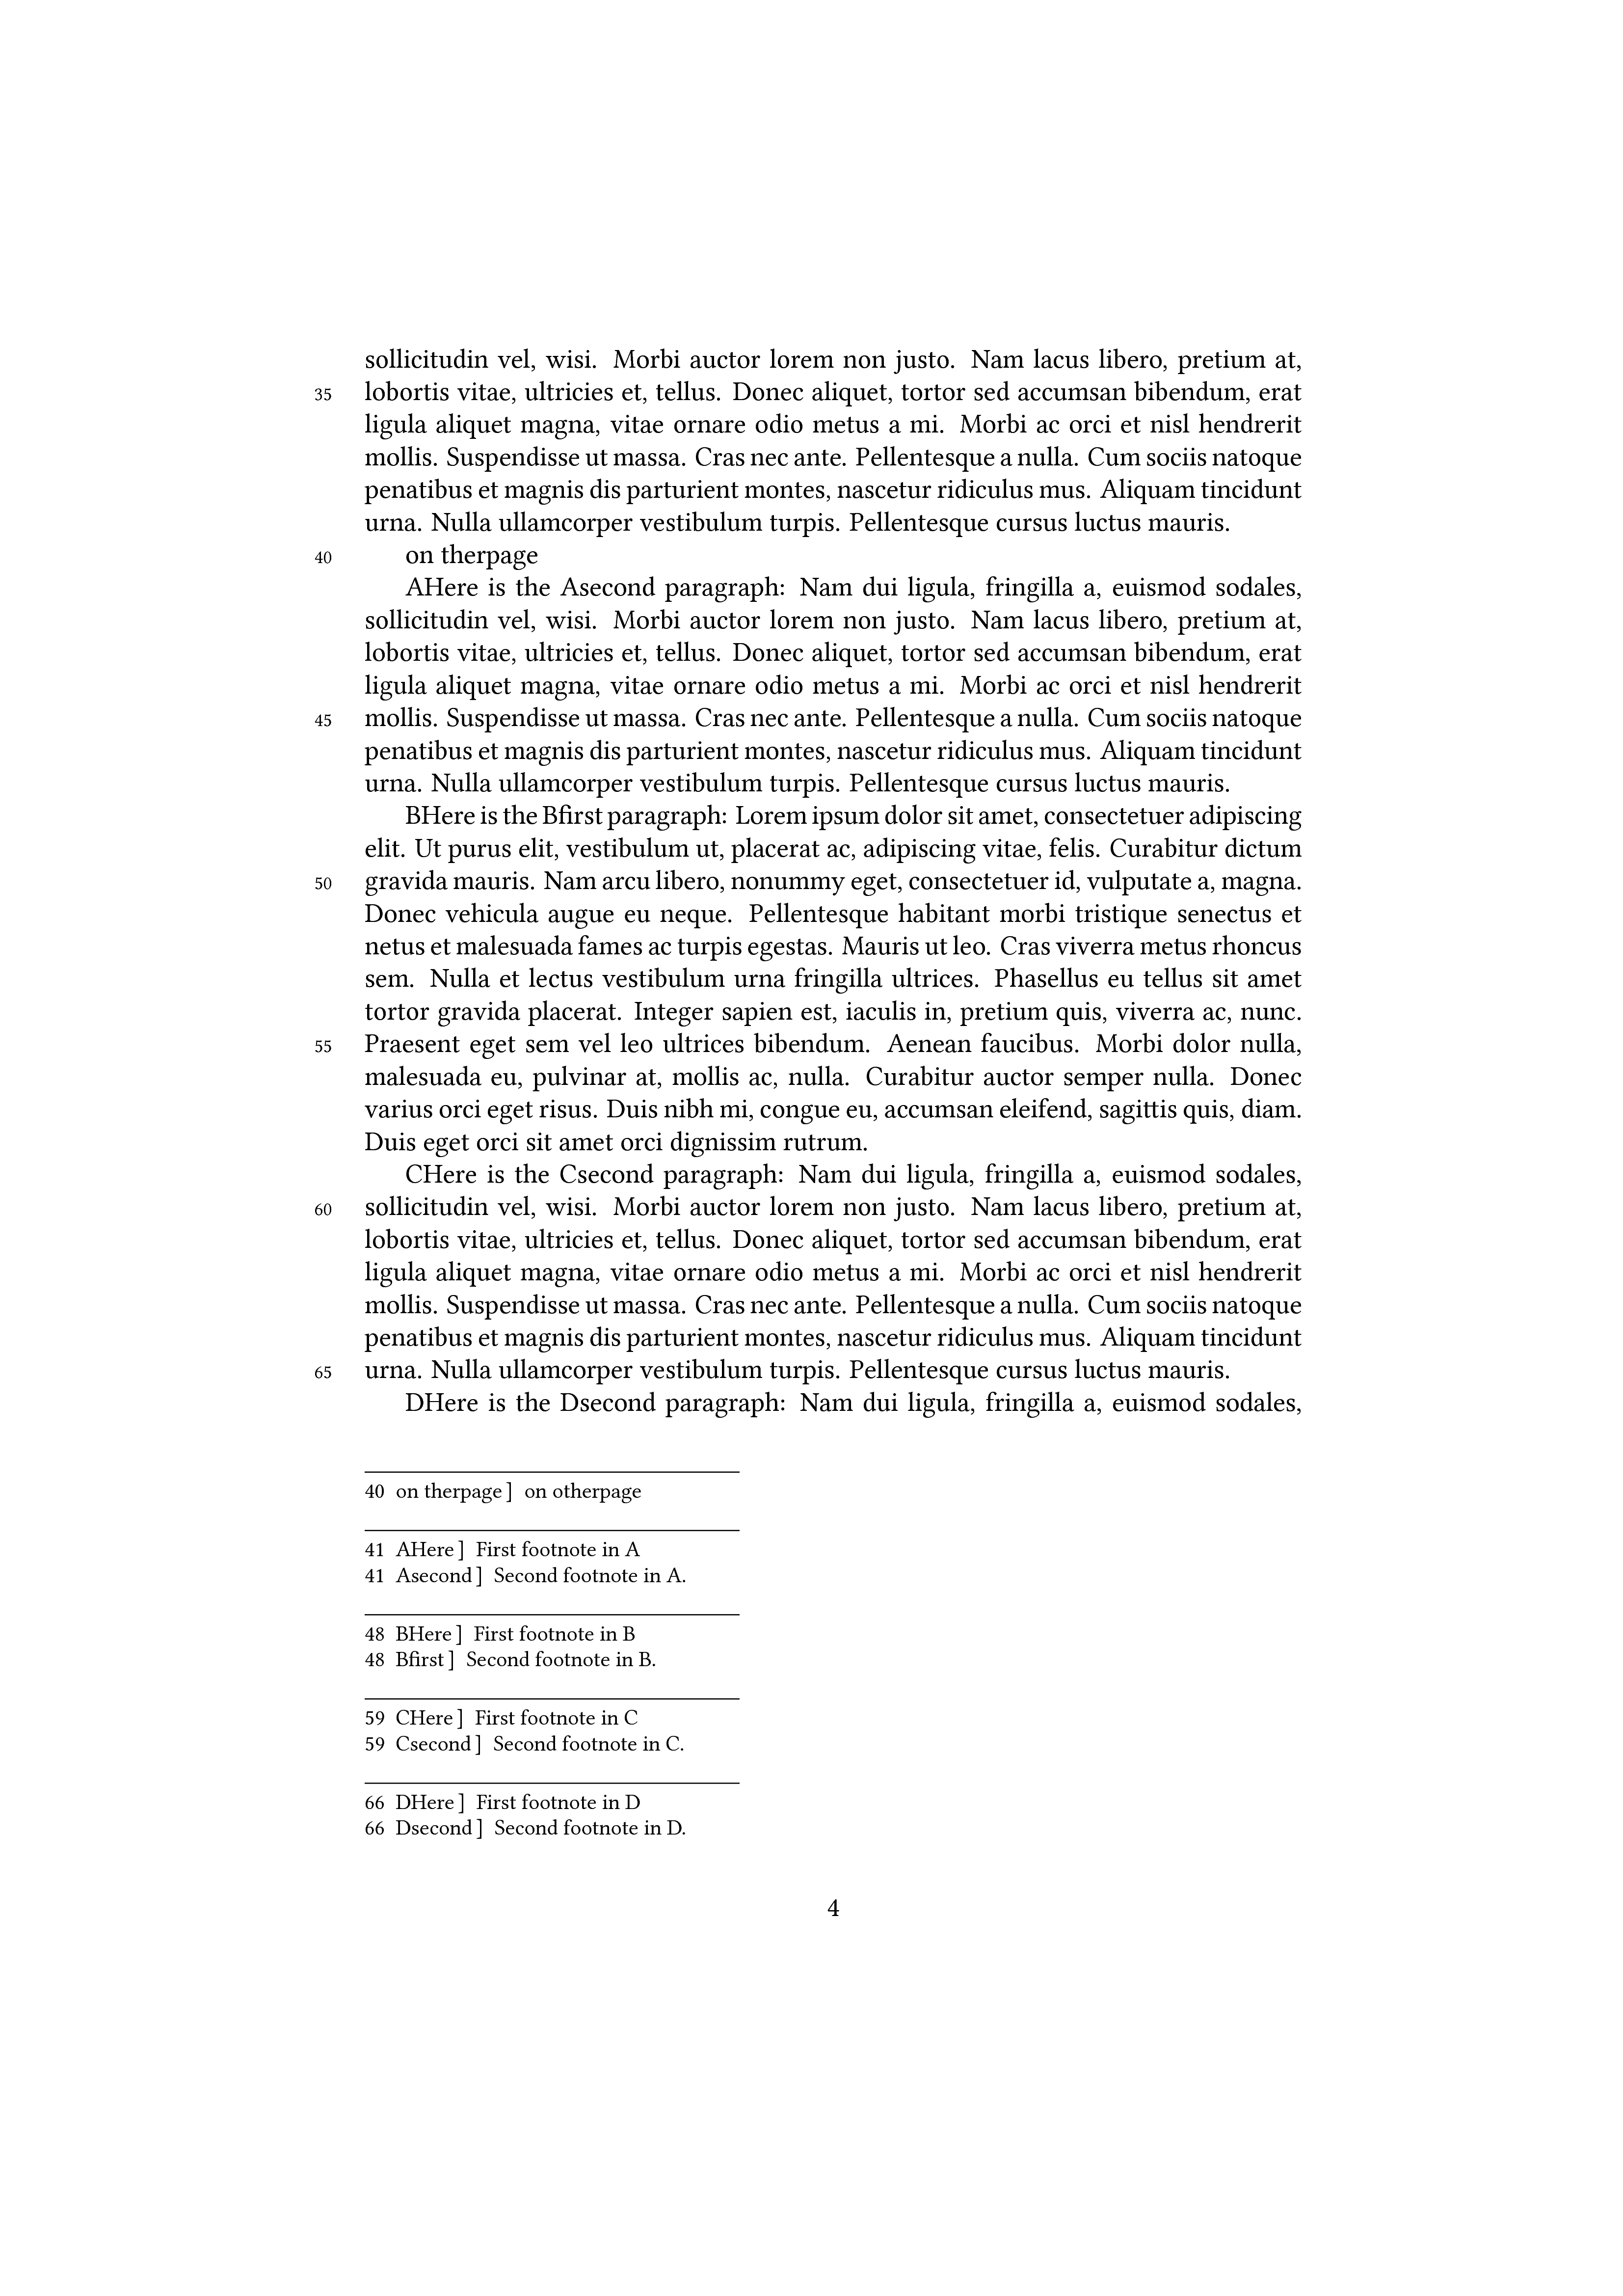 sollicitudin vel, wisi. Morbi auctor lorem non justo. Nam lacus libero, pretium at,
35 lobortis vitae, ultricies et, tellus. Donec aliquet, tortor sed accumsan bibendum, erat
ligula aliquet magna, vitae ornare odio metus a mi. Morbi ac orci et nisl hendrerit
mollis. Suspendisse ut massa. Cras nec ante. Pellentesque a nulla. Cum sociis natoque
penatibus et magnis dis parturient montes, nascetur ridiculus mus. Aliquam tincidunt
urna. Nulla ullamcorper vestibulum turpis. Pellentesque cursus luctus mauris.
40 on therpage
AHere is the Asecond paragraph: Nam dui ligula, fringilla a, euismod sodales,
sollicitudin vel, wisi. Morbi auctor lorem non justo. Nam lacus libero, pretium at,
lobortis vitae, ultricies et, tellus. Donec aliquet, tortor sed accumsan bibendum, erat
ligula aliquet magna, vitae ornare odio metus a mi. Morbi ac orci et nisl hendrerit
45 mollis. Suspendisse ut massa. Cras nec ante. Pellentesque a nulla. Cum sociis natoque
penatibus et magnis dis parturient montes, nascetur ridiculus mus. Aliquam tincidunt
urna. Nulla ullamcorper vestibulum turpis. Pellentesque cursus luctus mauris.
BHere is the Bfirst paragraph: Lorem ipsum dolor sit amet, consectetuer adipiscing
elit. Ut purus elit, vestibulum ut, placerat ac, adipiscing vitae, felis. Curabitur dictum
50 gravida mauris. Nam arcu libero, nonummy eget, consectetuer id, vulputate a, magna.
Donec vehicula augue eu neque. Pellentesque habitant morbi tristique senectus et
netus et malesuada fames ac turpis egestas. Mauris ut leo. Cras viverra metus rhoncus
sem. Nulla et lectus vestibulum urna fringilla ultrices. Phasellus eu tellus sit amet
tortor gravida placerat. Integer sapien est, iaculis in, pretium quis, viverra ac, nunc.
55 Praesent eget sem vel leo ultrices bibendum. Aenean faucibus. Morbi dolor nulla,
malesuada eu, pulvinar at, mollis ac, nulla. Curabitur auctor semper nulla. Donec
varius orci eget risus. Duis nibh mi, congue eu, accumsan eleifend, sagittis quis, diam.
Duis eget orci sit amet orci dignissim rutrum.
CHere is the Csecond paragraph: Nam dui ligula, fringilla a, euismod sodales,
60 sollicitudin vel, wisi. Morbi auctor lorem non justo. Nam lacus libero, pretium at,
lobortis vitae, ultricies et, tellus. Donec aliquet, tortor sed accumsan bibendum, erat
ligula aliquet magna, vitae ornare odio metus a mi. Morbi ac orci et nisl hendrerit
mollis. Suspendisse ut massa. Cras nec ante. Pellentesque a nulla. Cum sociis natoque
penatibus et magnis dis parturient montes, nascetur ridiculus mus. Aliquam tincidunt
65 urna. Nulla ullamcorper vestibulum turpis. Pellentesque cursus luctus mauris.
DHere is the Dsecond paragraph: Nam dui ligula, fringilla a, euismod sodales,
40 on therpage] on otherpage
41 AHere] First footnote in A
41 Asecond] Second footnote in A.
48 BHere] First footnote in B
48 Bfirst] Second footnote in B.
59 CHere] First footnote in C
59 Csecond] Second footnote in C.
66 DHere] First footnote in D
66 Dsecond] Second footnote in D.
4